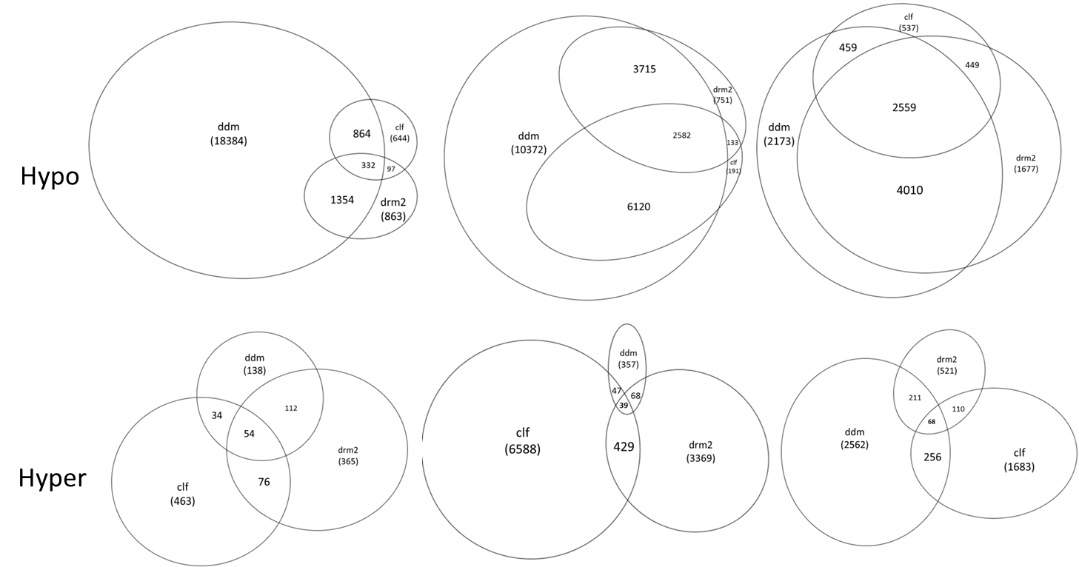 Hypo
ddm
(18384)
864
clf
(644)
332
97
1354
drm2
(863)
3715
drm2
(751)
ddm
(10372)
2582
133
clf
(191)
6120
clf
(537)
459
449
2559
ddm
(2173)
drm2
(1677)
4010
Hyper
ddm
(138)
34
112
54
drm2
(365)
76
clf
(463)
ddm
(357)
47
68
39
clf
(6588)
429
drm2
(3369)
drm2
(521)
211
110
68
ddm
(2562)
256
clf
(1683)